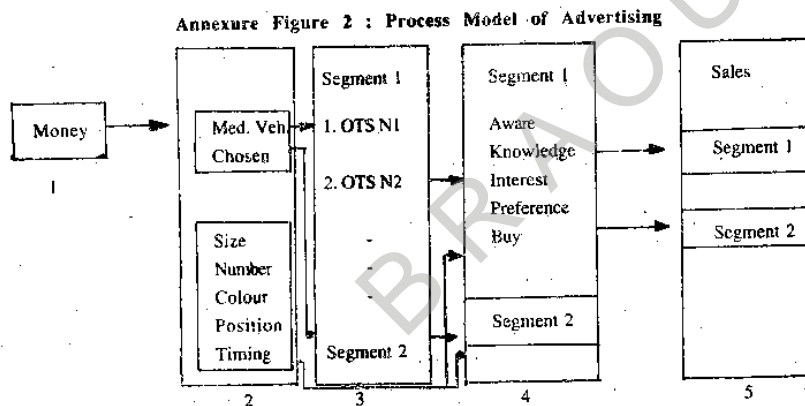 Annexure Figure 2 : Process Model of Advertising
Money
1
Med. Veh.
Chosen
Size
Number
Colour
Position
Timing
2
Segment 1
1. OTS N1
2. OTS N2
-
-
-
Segment 2
3
Segment 1
Aware
Knowledge
Interest
Preference
Buy
Segment 2
4
Sales
Segment 1
Segment 2
5
B R A O U